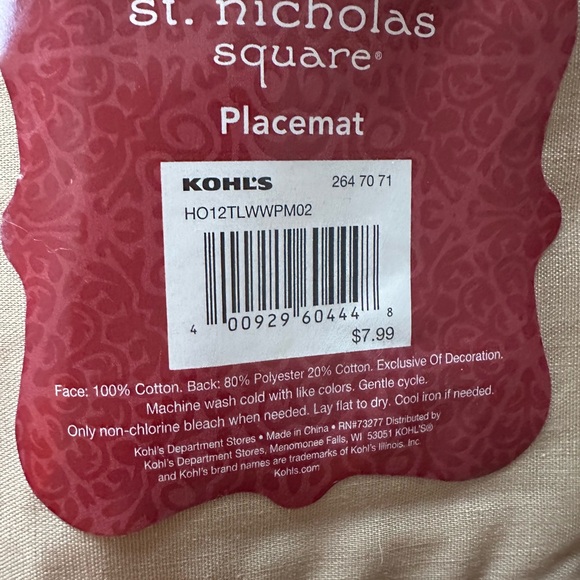 st. nicholas
square®
Placemat
KOHL'S 264 70 71
HO12TLWWPM02
4 00929 60444 8
$7.99
Face: 100% Cotton. Back: 80% Polyester 20% Cotton. Exclusive Of Decoration.
Machine wash cold with like colors. Gentle cycle.
Only non-chlorine bleach when needed. Lay flat to dry. Cool iron if needed.
Kohl's Department Stores • Made in China • RN#73277 Distributed by
Kohl's Department Stores, Menomonee Falls, WI 53051 KOHL'S®
and Kohl's brand names are trademarks of Kohl's Illinois, Inc.
Kohls.com